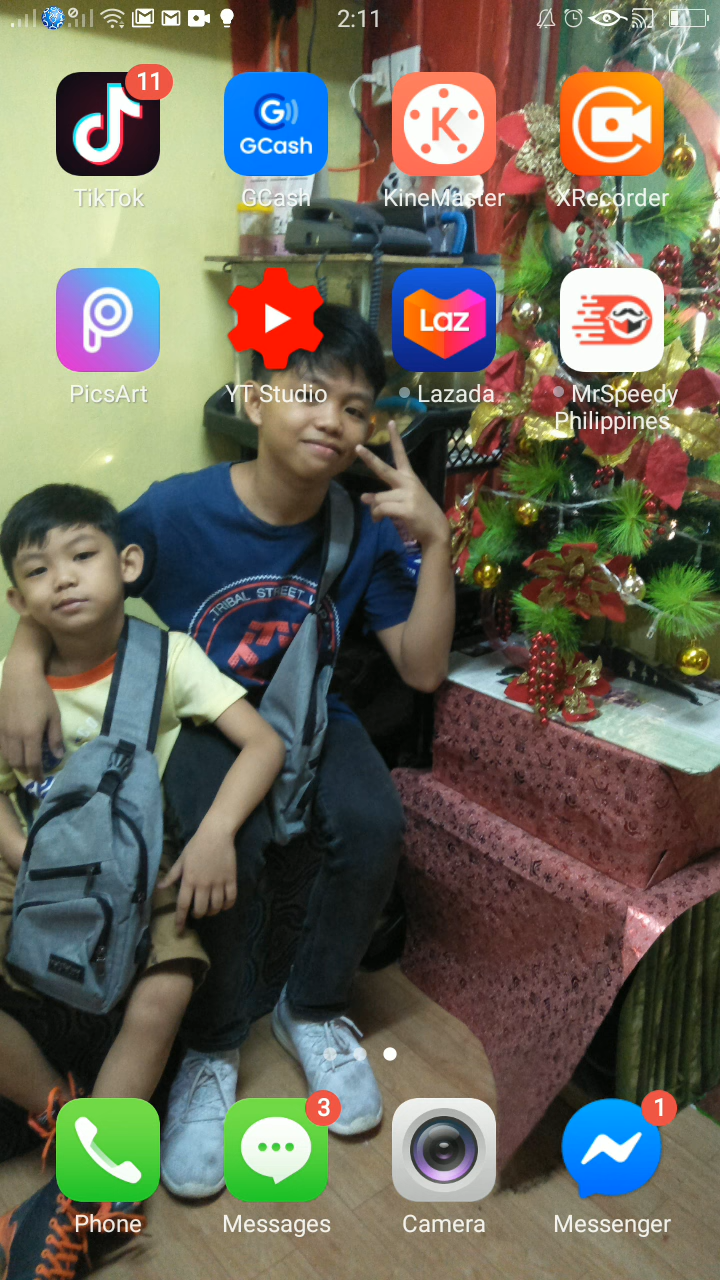 2:11
11
G
GCash
K
TikTok
GCash
KineMaster
XRecorder
Laz
PicsArt
YT Studio
Lazada
MrSpeedy
Philippines
TRIBAL STREET
3
1
Phone
Messages
Camera
Messenger